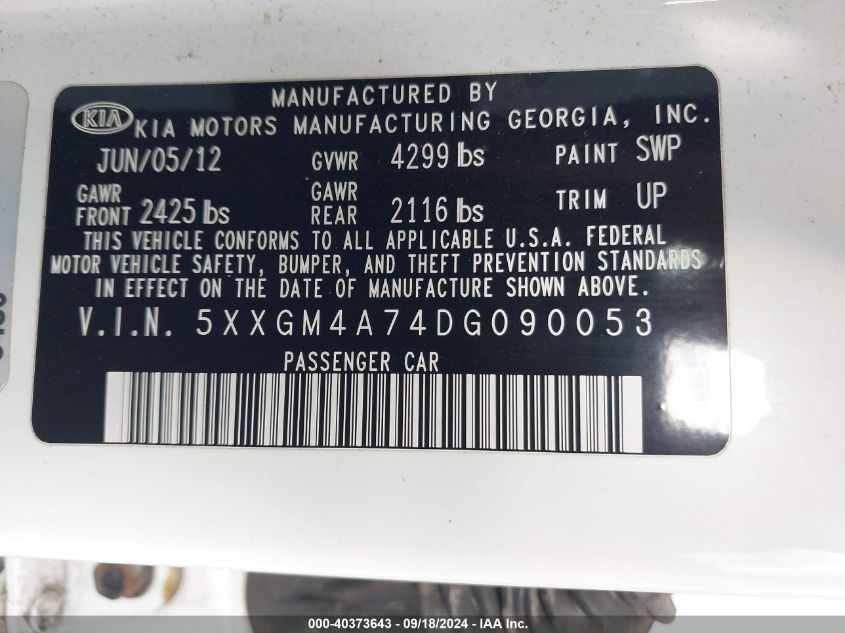 MANUFACTURED BY
KIA KIA MOTORS MANUFACTURING GEORGIA, INC.
JUN/05/12 GVWR 4299 lbs PAINT SWP
GAWR FRONT 2425 lbs GAWR REAR 2116 lbs TRIM UP
THIS VEHICLE CONFORMS TO ALL APPLICABLE U.S.A. FEDERAL
MOTOR VEHICLE SAFETY, BUMPER, AND THEFT PREVENTION STANDARDS
IN EFFECT ON THE DATE OF MANUFACTURE SHOWN ABOVE.
V.I.N. 5XXGM4A74DG090053
PASSENGER CAR
000-40373643 - 09/18/2024 - IAA Inc.